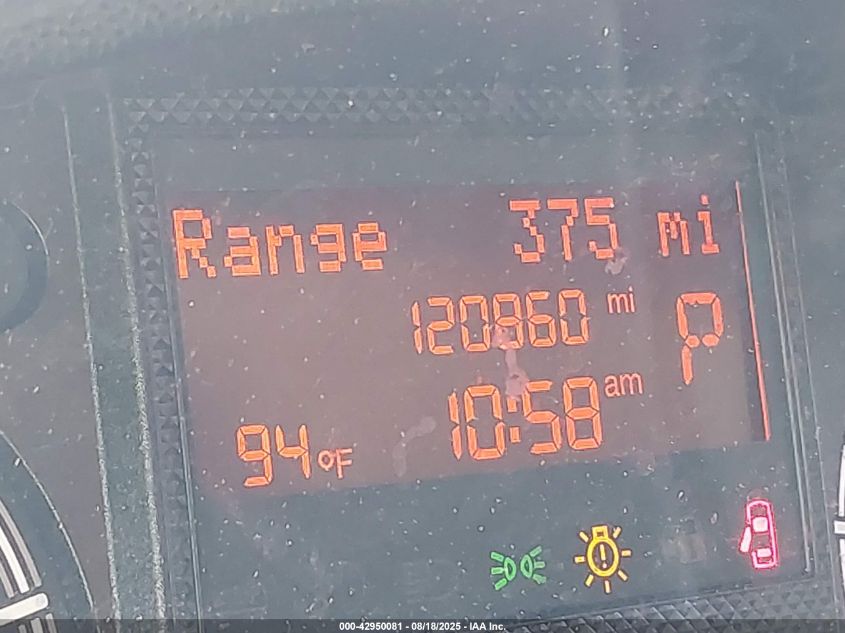 Range 375 mi
120860 mi
P
10:58 am
94 °F
000-42950081 - 08/18/2025 - IAA Inc.